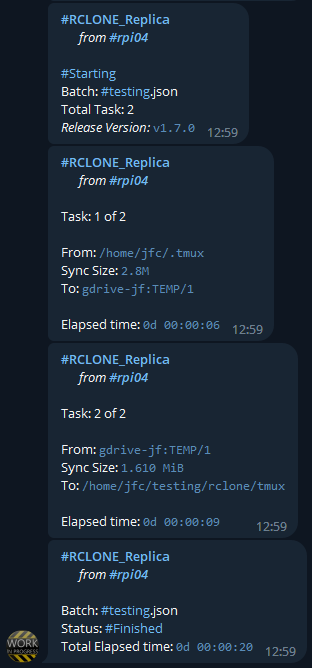 #RCLONE_Replica
from #rpi04
#Starting
Batch: #testing.json
Total Task: 2
Release Version: v1.7.0
12:59
#RCLONE_Replica
from #rpi04
Task: 1 of 2
From: /home/jfc/.tmux
Sync Size: 2.8M
To: gdrive-jf:TEMP/1
Elapsed time: 0d 00:00:06
12:59
#RCLONE_Replica
from #rpi04
Task: 2 of 2
From: gdrive-jf:TEMP/1
Sync Size: 1.610 MiB
To: /home/jfc/testing/rclone/tmux
Elapsed time: 0d 00:00:09
12:59
#RCLONE_Replica
from #rpi04
Batch: #testing.json
Status: #Finished
Total Elapsed time: 0d 00:00:20
12:59
WORK
IN PROGRESS